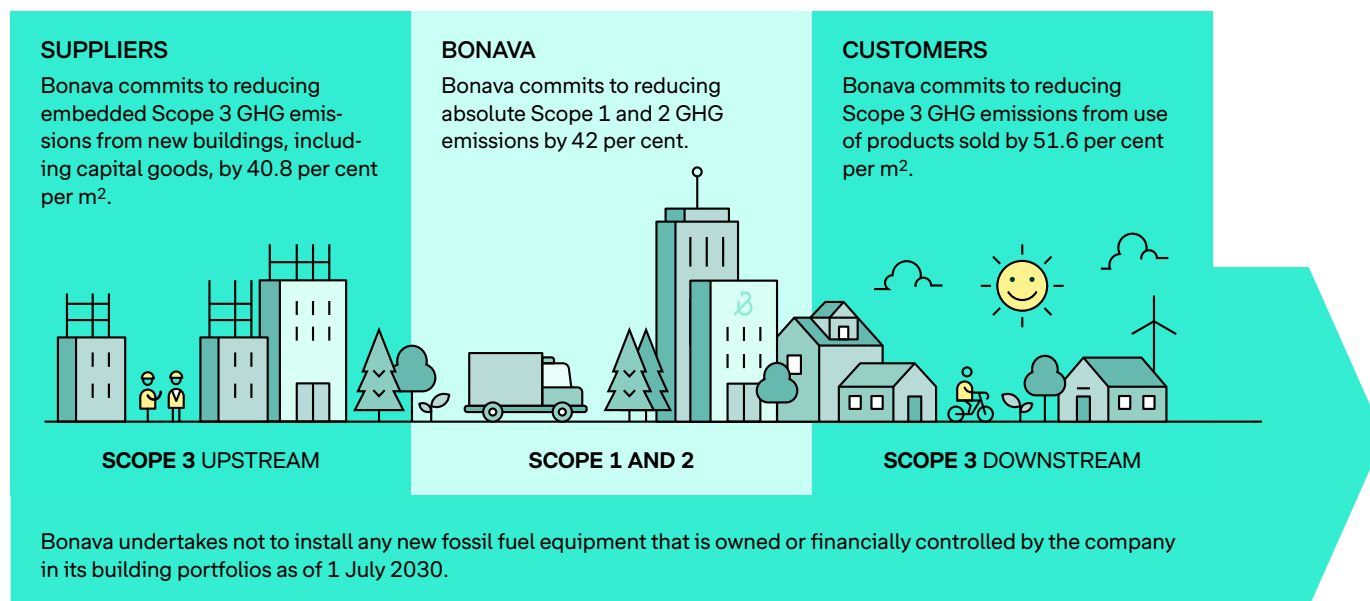 SUPPLIERS
Bonava commits to reducing
embedded Scope 3 GHG emis-
sions from new buildings, includ-
ing capital goods, by 40.8 per cent
per m².
BONAVA
Bonava commits to reducing
absolute Scope 1 and 2 GHG
emissions by 42 per cent.
CUSTOMERS
Bonava commits to reducing
Scope 3 GHG emissions from use
of products sold by 51.6 per cent
per m².
SCOPE 3 UPSTREAM
SCOPE 1 AND 2
SCOPE 3 DOWNSTREAM
Bonava undertakes not to install any new fossil fuel equipment that is owned or financially controlled by the company
in its building portfolios as of 1 July 2030.